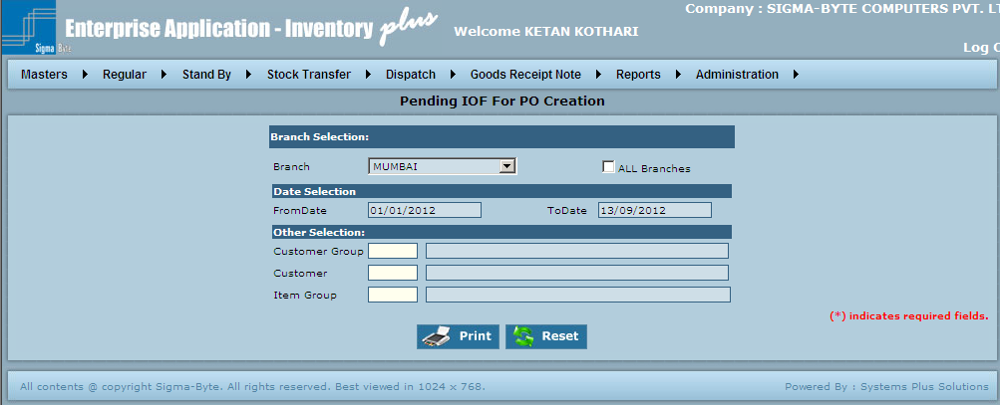 Company : SIGMA-BYTE COMPUTERS PVT. LT
Enterprise Application - Inventory plus
Welcome KETAN KOTHARI
Sigma Byte
Log O
Masters Regular Stand By Stock Transfer Dispatch Goods Receipt Note Reports Administration
Pending IOF For PO Creation
Branch Selection:
Branch MUMBAI ALL Branches
Date Selection
FromDate 01/01/2012 ToDate 13/09/2012
Other Selection:
Customer Group
Customer
Item Group
(*) indicates required fields.
Print Reset
All contents @ copyright Sigma-Byte. All rights reserved. Best viewed in 1024 x 768. Powered By : Systems Plus Solutions